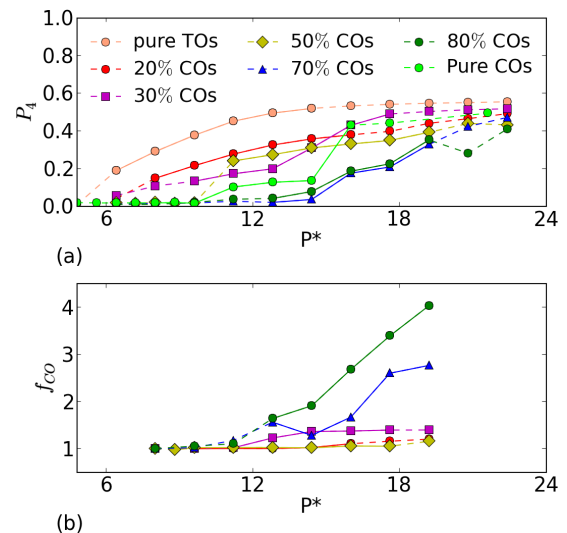 pure TOs 50% COs 80% COs
20% COs 70% COs Pure COs
30% COs
P₄
1.0
0.8
0.6
0.4
0.2
0.0
6 12 18 24
P*
(a)
f_CO
4
3
2
1
6 12 18 24
P*
(b)